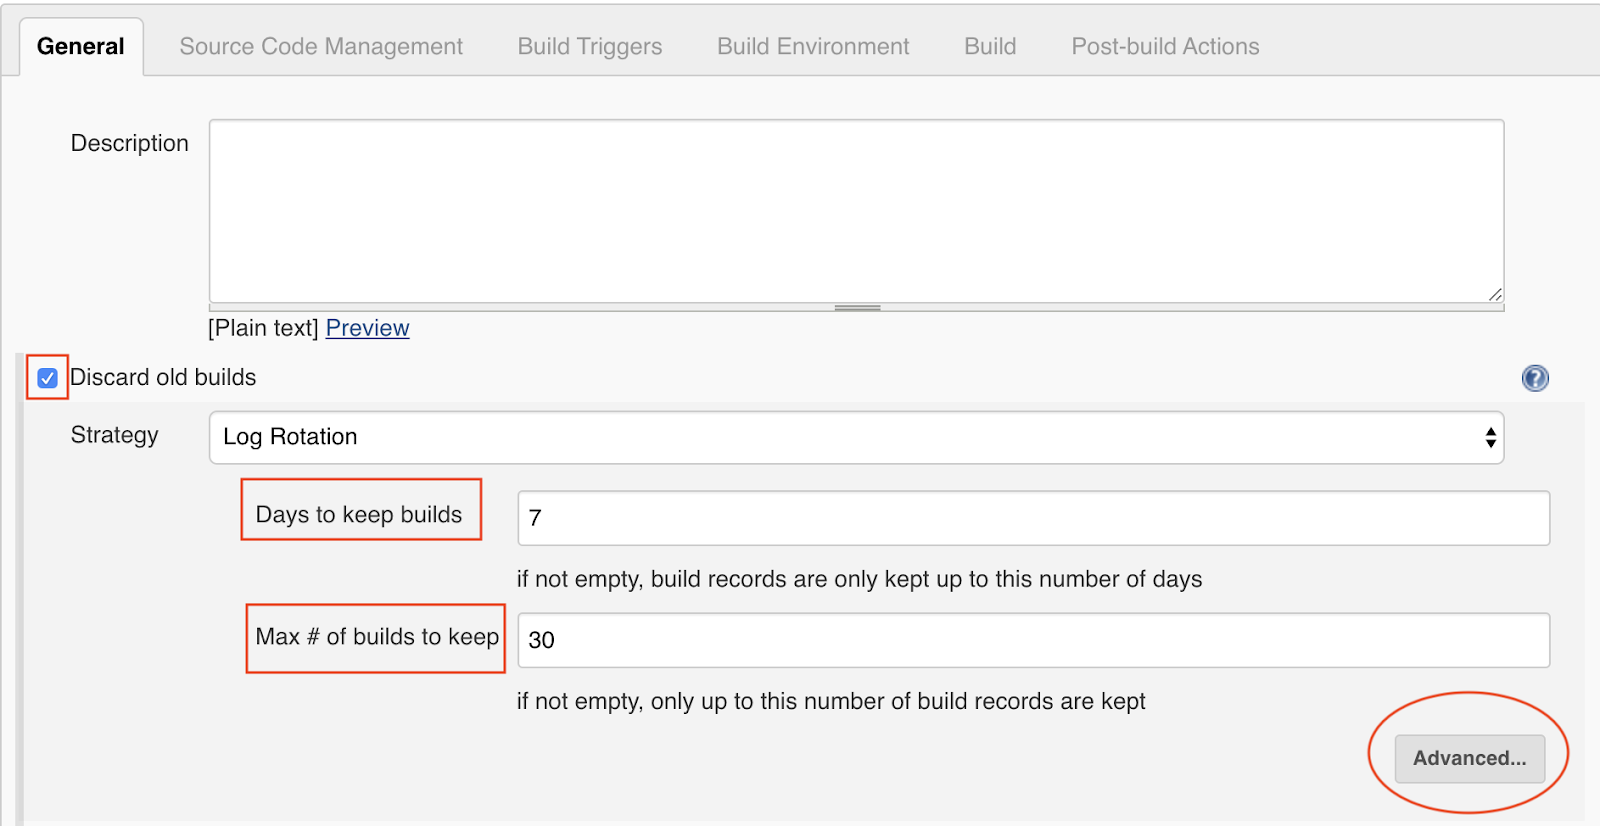 General Source Code Management Build Triggers Build Environment Build Post-build Actions
Description
[Plain text] Preview
Discard old builds
?
Strategy Log Rotation
Days to keep builds 7
if not empty, build records are only kept up to this number of days
Max # of builds to keep 30
if not empty, only up to this number of build records are kept
Advanced...